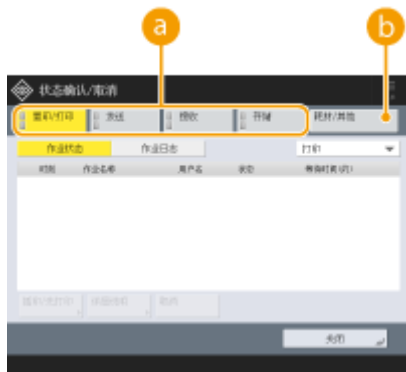 a
b
状态确认/取消
复印/打印 发送 接收 存储 耗材/其他
作业状态 作业日志 打印
时间 作业名称 用户名 状态 等待时间(约)
取消
关闭